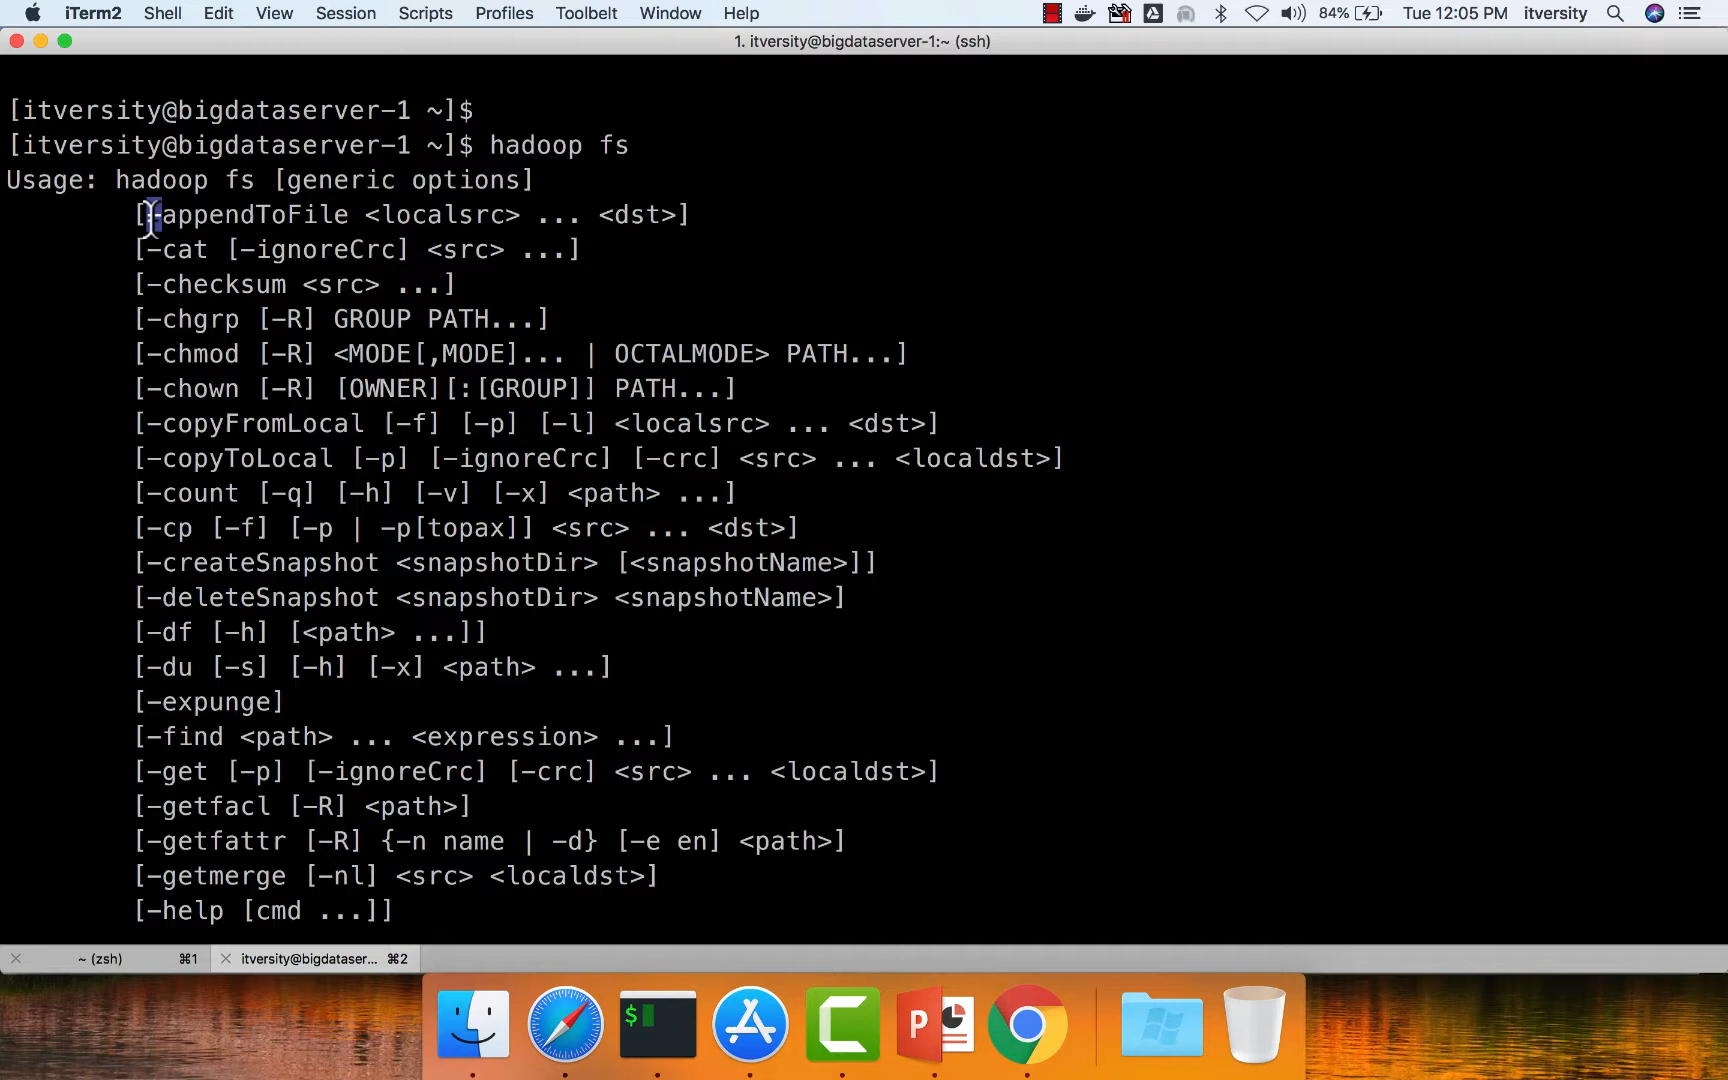 iTerm2 Shell Edit View Session Scripts Profiles Toolbelt Window Help 84% Tue 12:05 PM itversity
1. itversity@bigdataserver-1:~ (ssh)
[itversity@bigdataserver-1 ~]$
[itversity@bigdataserver-1 ~]$ hadoop fs
Usage: hadoop fs [generic options]
[-appendToFile <localsrc> ... <dst>]
[-cat [-ignoreCrc] <src> ...]
[-checksum <src> ...]
[-chgrp [-R] GROUP PATH...]
[-chmod [-R] <MODE[,MODE]... | OCTALMODE> PATH...]
[-chown [-R] [OWNER][:[GROUP]] PATH...]
[-copyFromLocal [-f] [-p] [-l] <localsrc> ... <dst>]
[-copyToLocal [-p] [-ignoreCrc] [-crc] <src> ... <localdst>]
[-count [-q] [-h] [-v] [-x] <path> ...]
[-cp [-f] [-p | -p[topax]] <src> ... <dst>]
[-createSnapshot <snapshotDir> [<snapshotName>]]
[-deleteSnapshot <snapshotDir> <snapshotName>]
[-df [-h] [<path> ...]]
[-du [-s] [-h] [-x] <path> ...]
[-expunge]
[-find <path> ... <expression> ...]
[-get [-p] [-ignoreCrc] [-crc] <src> ... <localdst>]
[-getfacl [-R] <path>]
[-getfattr [-R] {-n name | -d} [-e en] <path>]
[-getmerge [-nl] <src> <localdst>]
[-help [cmd ...]]
~ (zsh) ⌘1 itversity@bigdataser... ⌘2
$ P